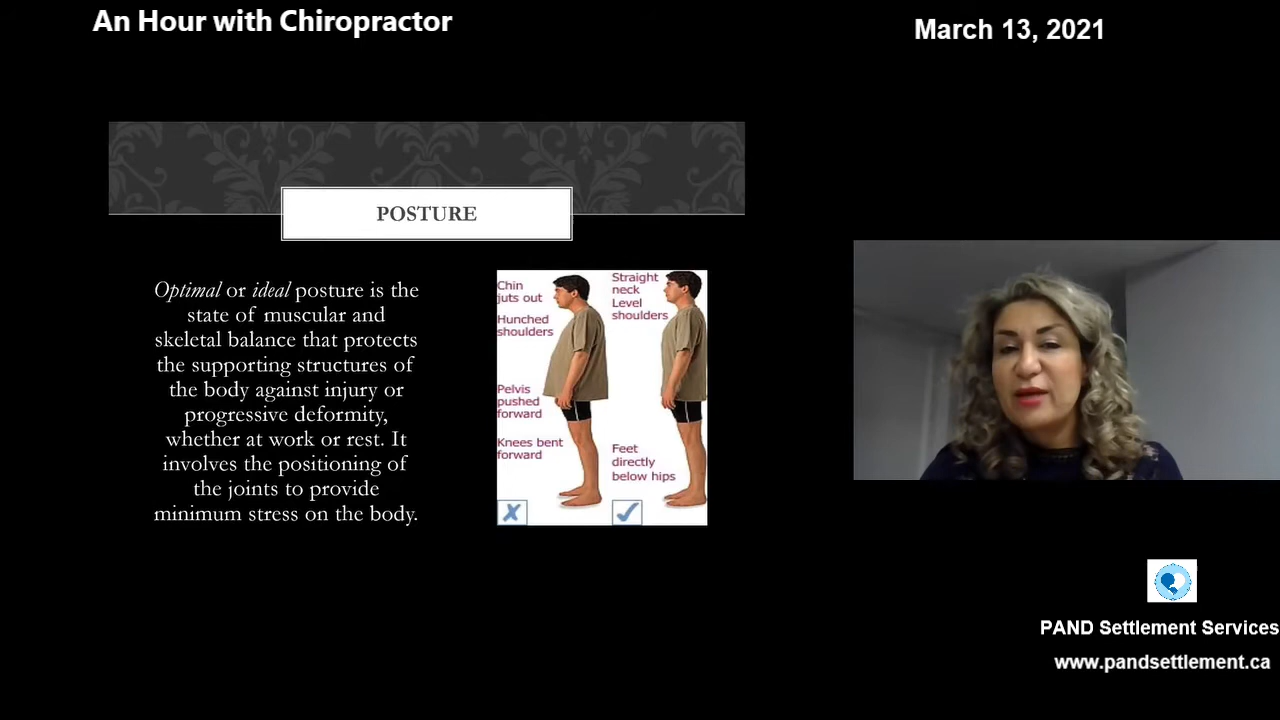 An Hour with Chiropractor
March 13, 2021
POSTURE
Optimal or ideal posture is the
state of muscular and
skeletal balance that protects
the supporting structures of
the body against injury or
progressive deformity,
whether at work or rest. It
involves the positioning of
the joints to provide
minimum stress on the body.
Chin
juts out
Hunched
shoulders
Pelvis
pushed
forward
Knees bent
forward
Straight
neck
Level
shoulders
Feet
directly
below hips
PAND Settlement Services
www.pandsettlement.ca